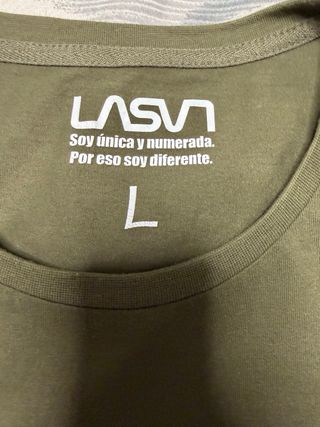 LASVN
Soy única y numerada.
Por eso soy diferente.
L